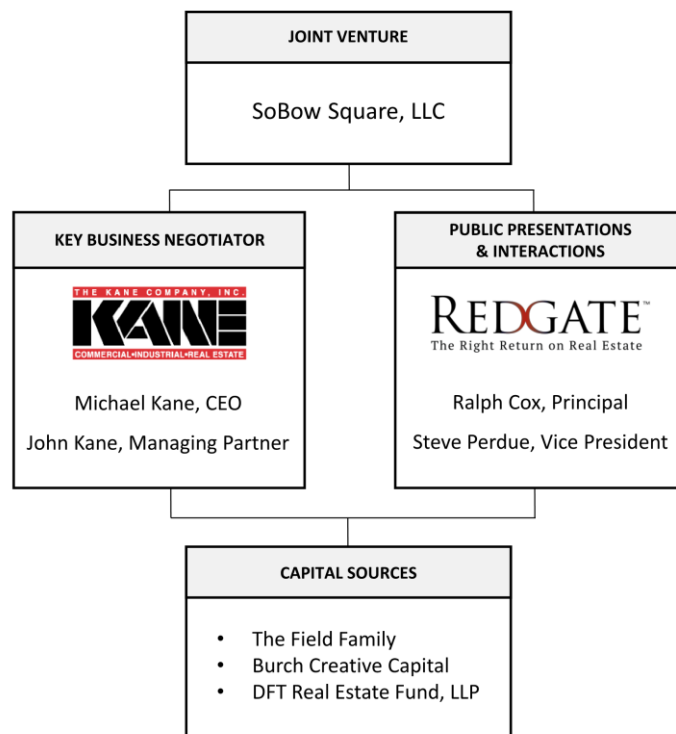 JOINT VENTURE
SoBow Square, LLC
KEY BUSINESS NEGOTIATOR
THE KANE COMPANY, INC.
KANE
COMMERCIAL•INDUSTRIAL•REAL ESTATE
Michael Kane, CEO
John Kane, Managing Partner
PUBLIC PRESENTATIONS
& INTERACTIONS
REDGATE™
The Right Return on Real Estate
Ralph Cox, Principal
Steve Perdue, Vice President
CAPITAL SOURCES
• The Field Family
• Burch Creative Capital
• DFT Real Estate Fund, LLP